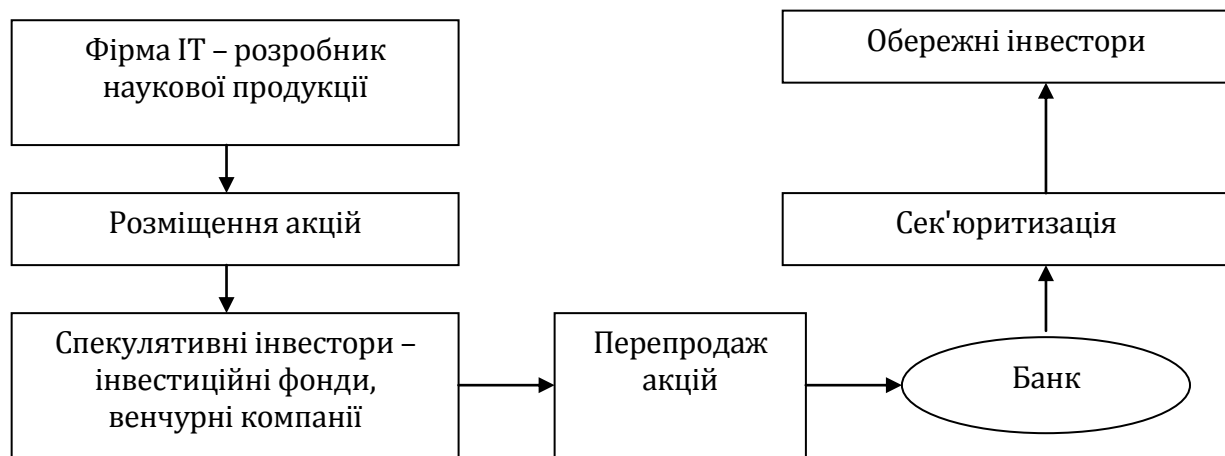 Фірма ІТ – розробник
наукової продукції
Розміщення акцій
Спекулятивні інвестори –
інвестиційні фонди,
венчурні компанії
Перепродаж
акцій
Банк
Сек'юритизація
Обережні інвестори